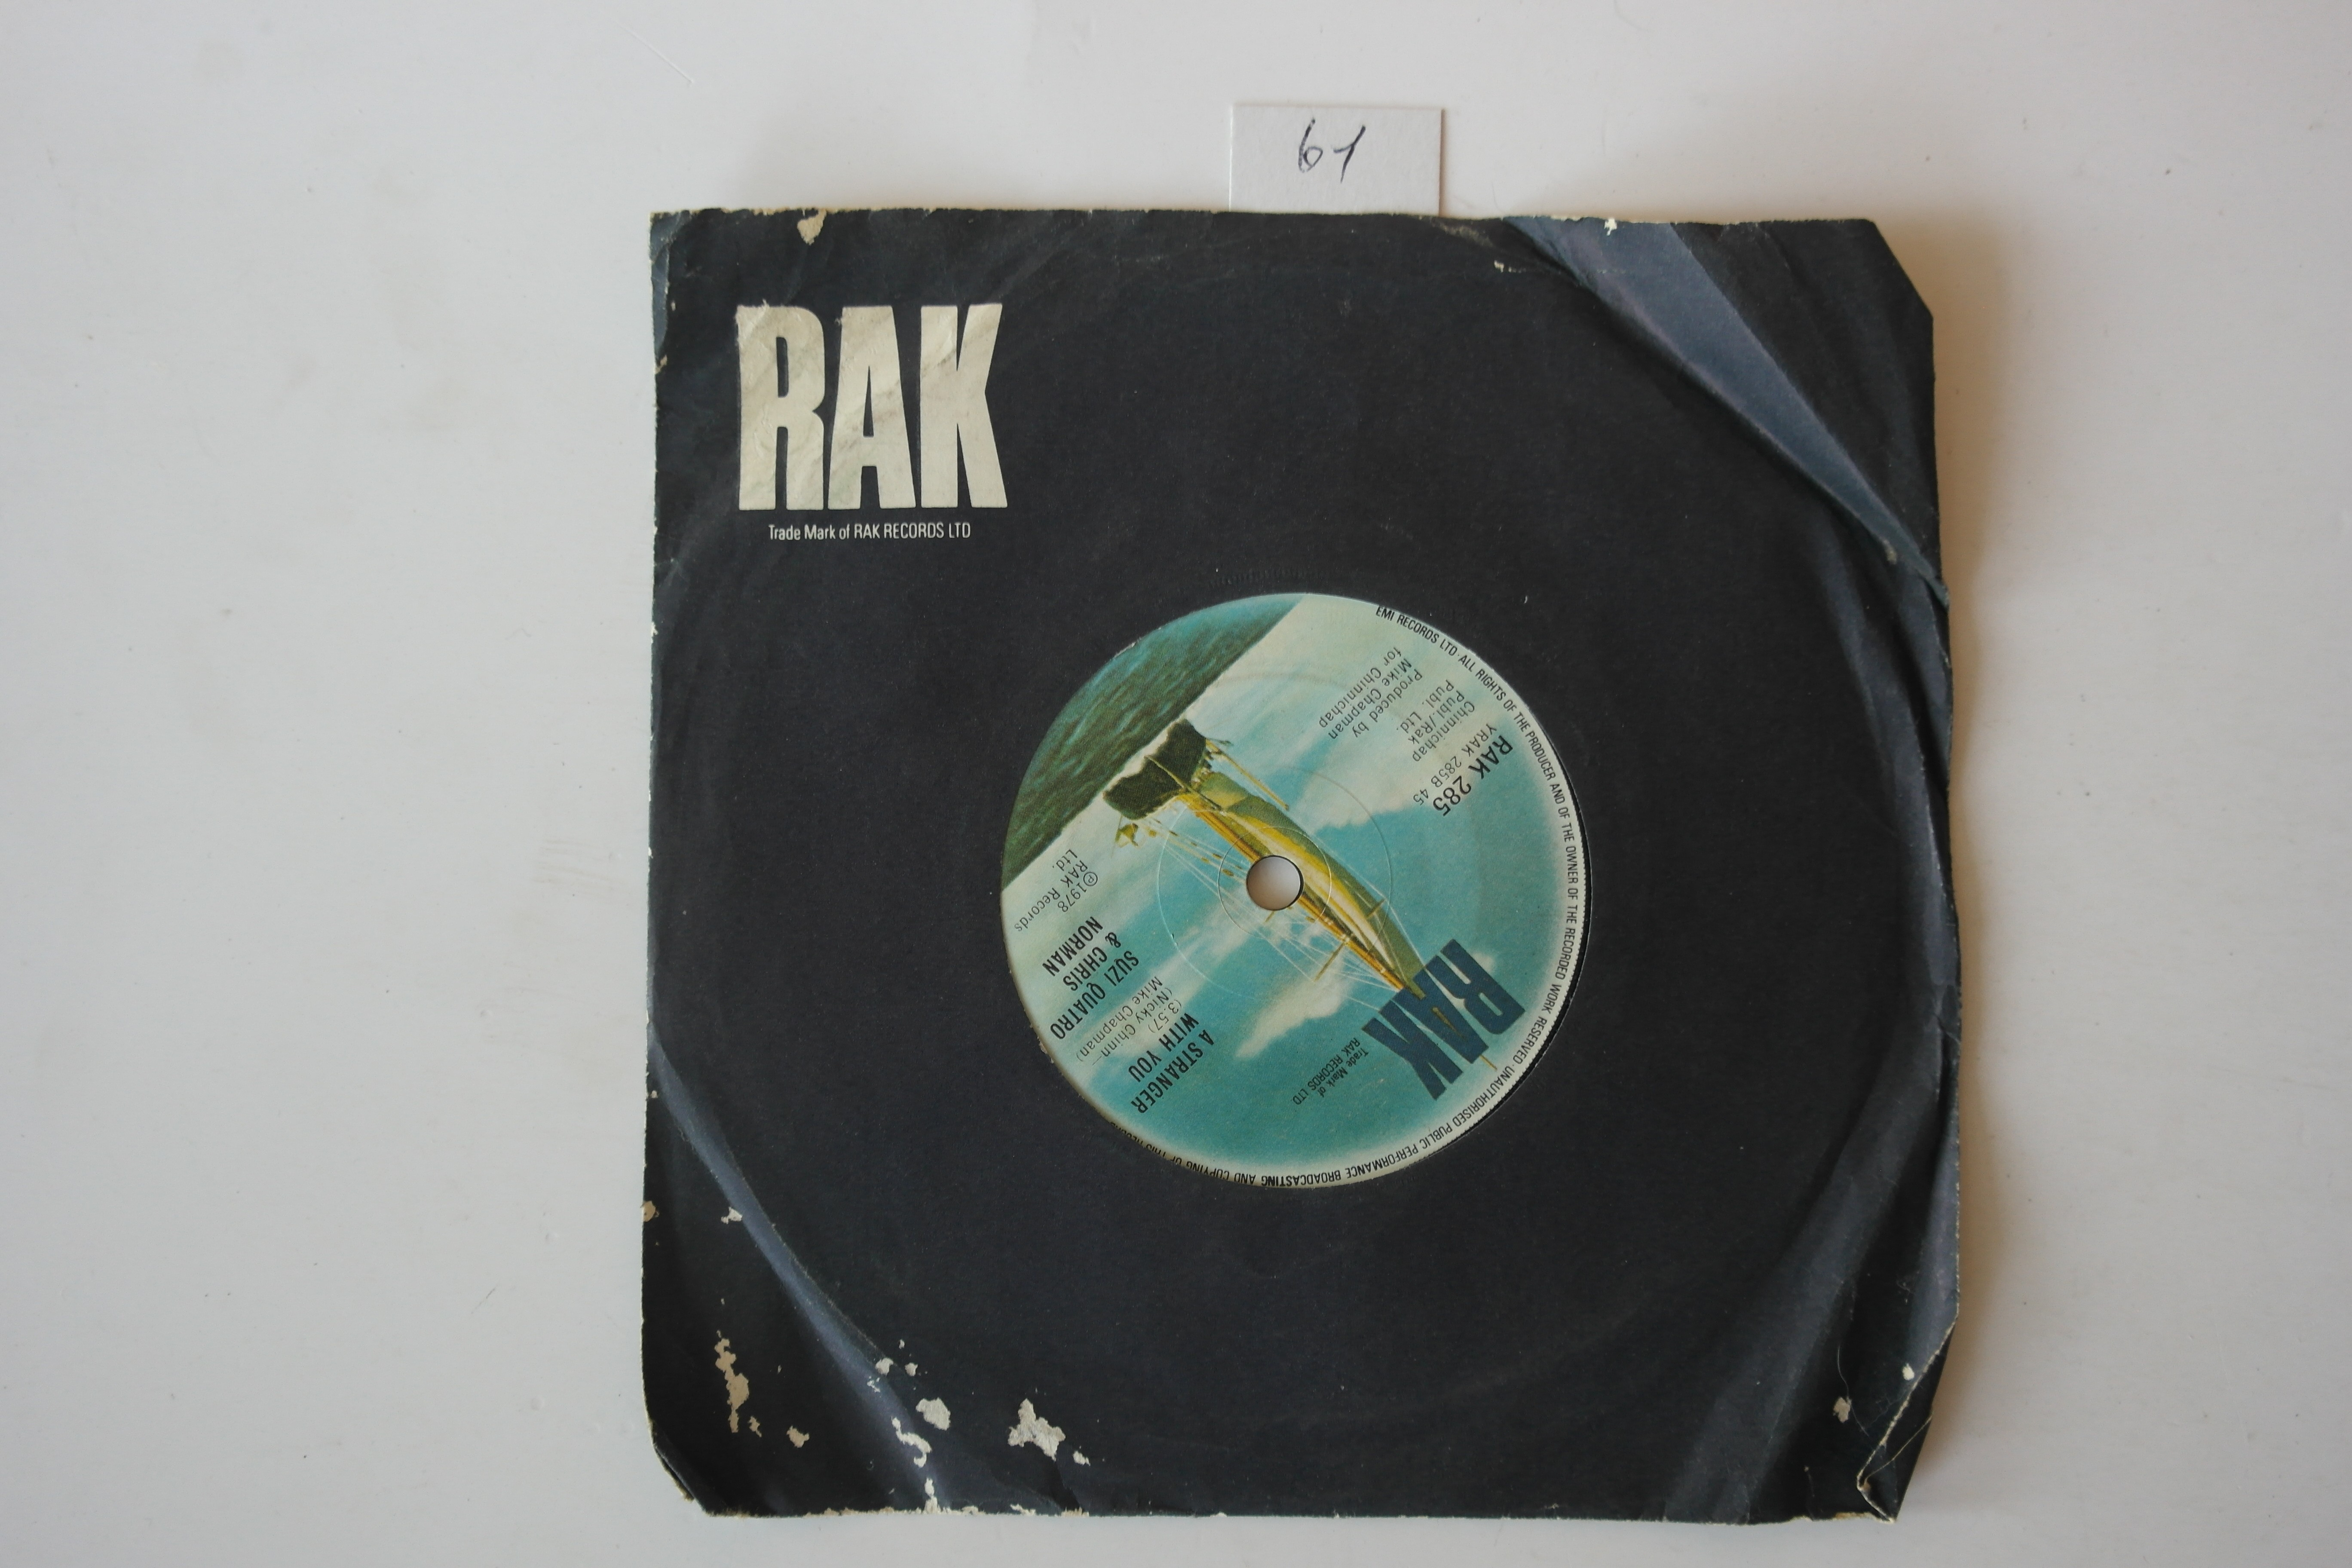 61
RAK
Trade Mark of RAK RECORDS LTD
EMI RECORDS LTD · ALL RIGHTS OF THE PRODUCER AND OF THE OWNER OF THE RECORDED WORK RESERVED · UNAUTHORISED PUBLIC PERFORMANCE BROADCASTING AND COPYING OF THIS RECORD
RAK
Trade Mark of
RAK RECORDS LTD
RAK 285
YRAK 285B 45
Chinnichap
Publ./Rak
Publ. Ltd.
Produced by
Mike Chapman
for Chinnichap
A STRANGER
WITH YOU
(3:57)
(Nicky Chinn—
Mike Chapman)
SUZI QUATRO
& CHRIS
NORMAN
℗1978
RAK Records
Ltd.